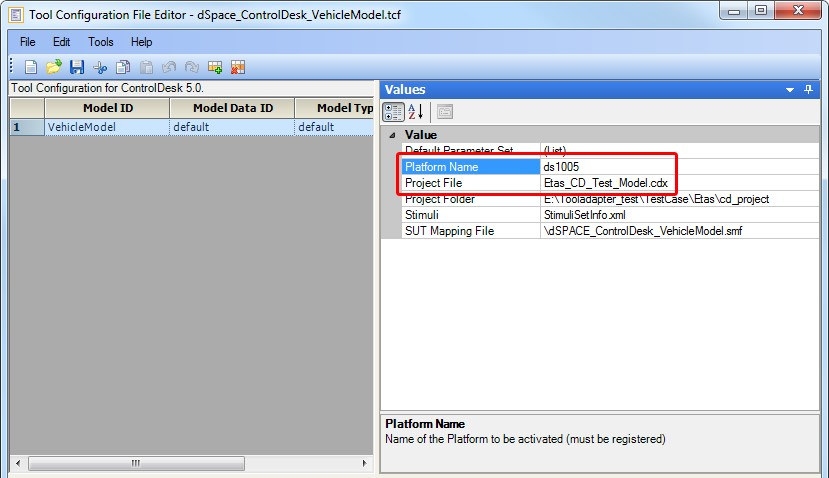 Tool Configuration File Editor - dSpace_ControlDesk_VehicleModel.tcf
File Edit Tools Help
Tool Configuration for ControlDesk 5.0.
Model ID Model Data ID Model Typ
1 VehicleModel default default
Values
Value
Default Parameter Set (List)
Platform Name ds1005
Project File Etas_CD_Test_Model.cdx
Project Folder E:\Tooladapter_test\TestCase\Etas\cd_project
Stimuli StimuliSetInfo.xml
SUT Mapping File \dSPACE_ControlDesk_VehicleModel.smf
Platform Name
Name of the Platform to be activated (must be registered)